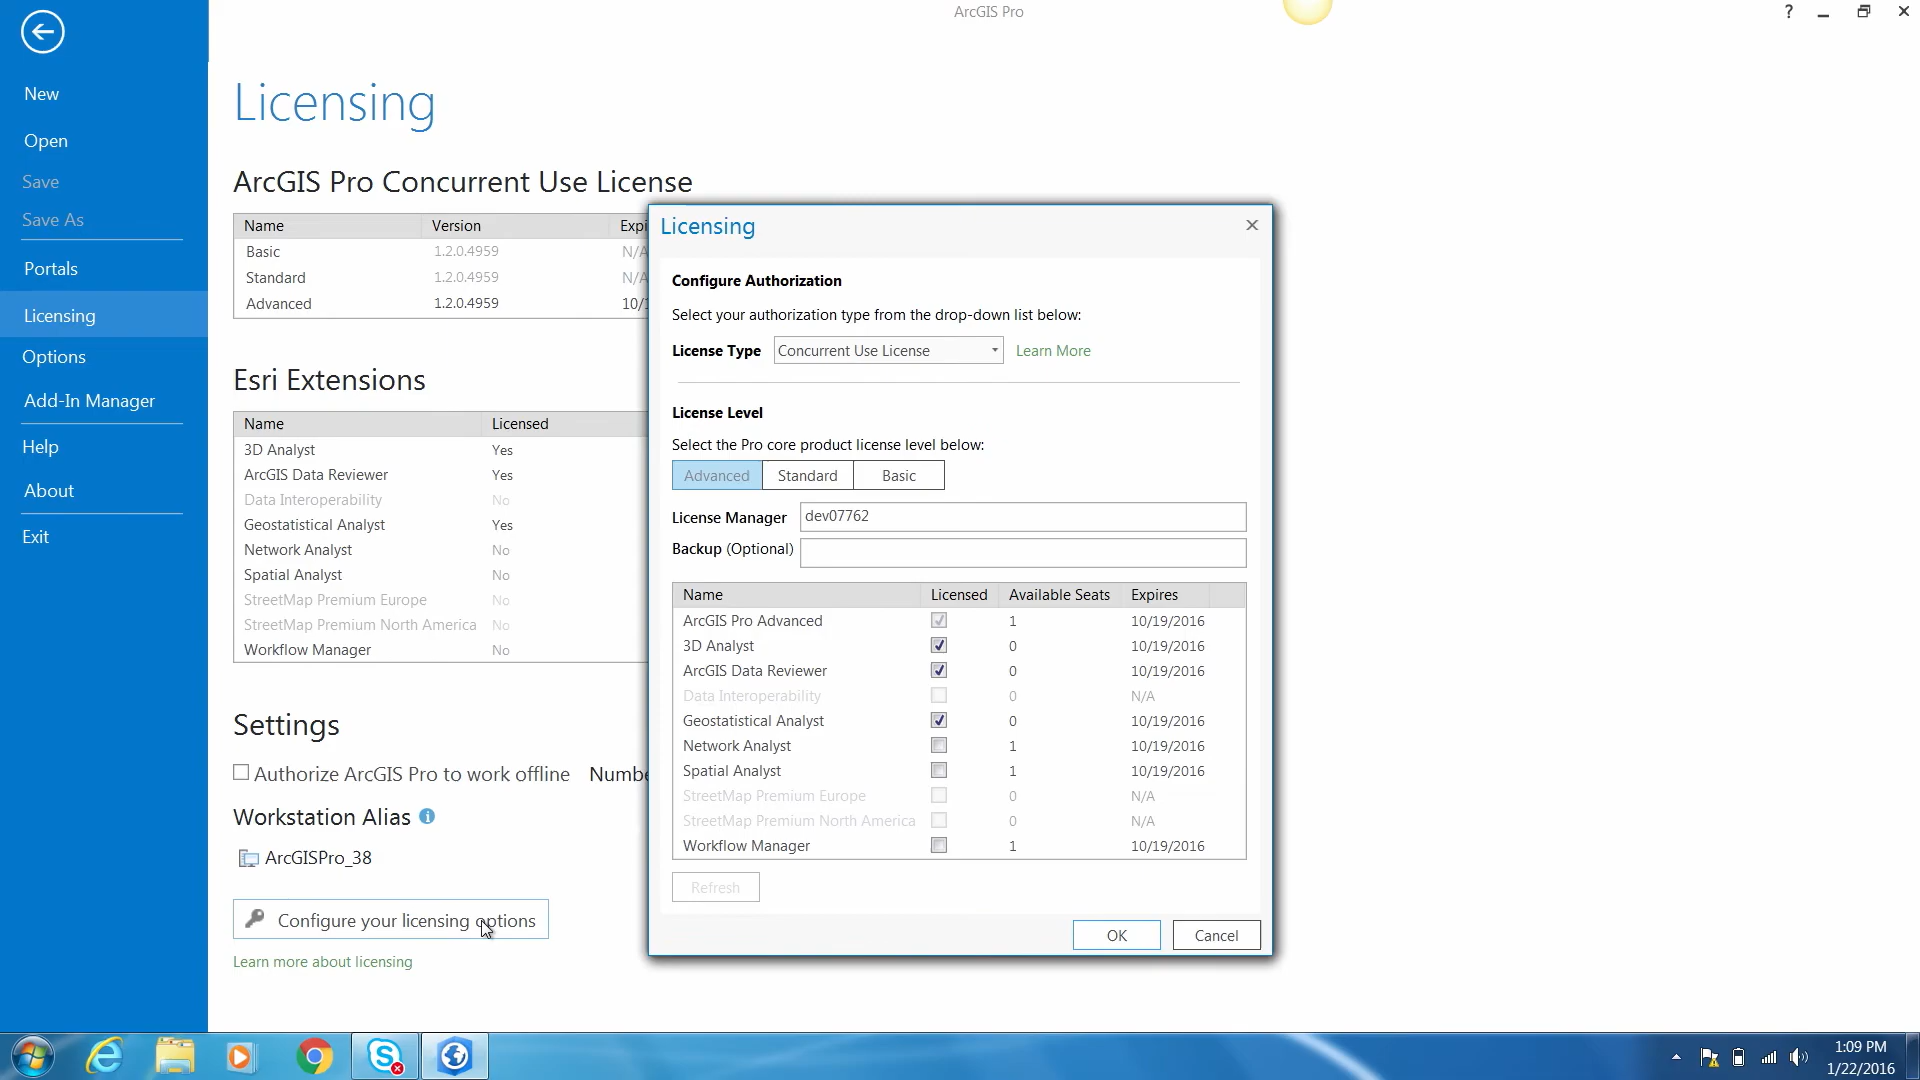 ArcGIS Pro
?
New
Open
Save
Save As
Portals
Licensing
Options
Add-In Manager
Help
About
Exit
Licensing
ArcGIS Pro Concurrent Use License
Name Version Expi
Basic 1.2.0.4959 N/A
Standard 1.2.0.4959 N/A
Advanced 1.2.0.4959 10/1
Esri Extensions
Name Licensed
3D Analyst Yes
ArcGIS Data Reviewer Yes
Data Interoperability No
Geostatistical Analyst Yes
Network Analyst No
Spatial Analyst No
StreetMap Premium Europe No
StreetMap Premium North America No
Workflow Manager No
Settings
Authorize ArcGIS Pro to work offline Numbe
Workstation Alias
ArcGISPro_38
Configure your licensing options
Learn more about licensing
Licensing
Configure Authorization
Select your authorization type from the drop-down list below:
License Type Concurrent Use License Learn More
License Level
Select the Pro core product license level below:
Advanced Standard Basic
License Manager dev07762
Backup (Optional)
Name Licensed Available Seats Expires
ArcGIS Pro Advanced 1 10/19/2016
3D Analyst 0 10/19/2016
ArcGIS Data Reviewer 0 10/19/2016
Data Interoperability 0 N/A
Geostatistical Analyst 0 10/19/2016
Network Analyst 1 10/19/2016
Spatial Analyst 1 10/19/2016
StreetMap Premium Europe 0 N/A
StreetMap Premium North America 0 N/A
Workflow Manager 1 10/19/2016
Refresh
OK Cancel
1:09 PM
1/22/2016